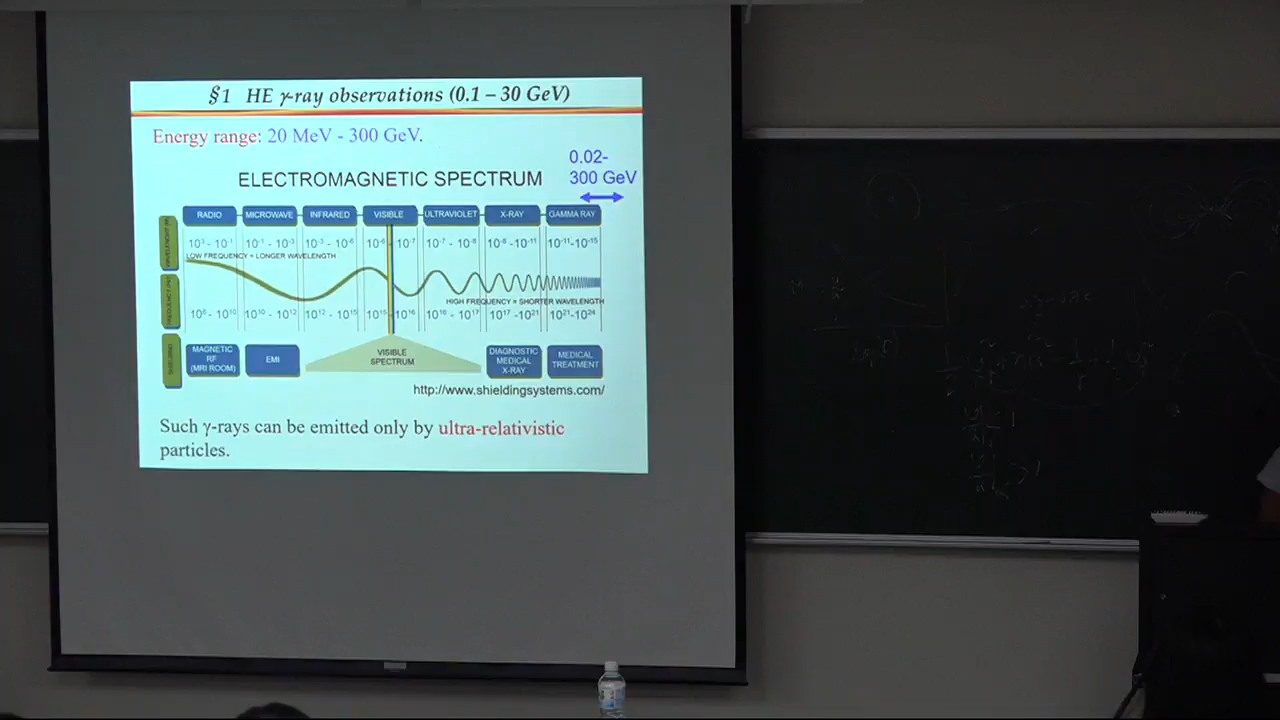 §1 HE γ-ray observations (0.1 – 30 GeV)
Energy range: 20 MeV - 300 GeV.
0.02-
300 GeV
ELECTROMAGNETIC SPECTRUM
RADIO MICROWAVE INFRARED VISIBLE ULTRAVIOLET X-RAY GAMMA RAY
10³ - 10⁻¹ 10⁻¹ - 10⁻³ 10⁻³ - 10⁻⁶ 10⁻⁶ - 10⁻⁷ 10⁻⁷ - 10⁻⁸ 10⁻⁸ - 10⁻¹¹ 10⁻¹¹ - 10⁻¹⁵
LOW FREQUENCY = LONGER WAVELENGTH
HIGH FREQUENCY = SHORTER WAVELENGTH
10¹⁰ - 10¹² 10¹² - 10¹⁵ 10¹⁵ 10¹⁶ 10¹⁶ - 10¹⁷ 10¹⁷ - 10²¹ 10²¹ - 10²⁴
SHIELDING
MAGNETIC
RF
(MRI ROOM)
EMI
VISIBLE
SPECTRUM
DIAGNOSTIC
MEDICAL
X-RAY
MEDICAL
TREATMENT
http://www.shieldingsystems.com/
Such γ-rays can be emitted only by ultra-relativistic
particles.